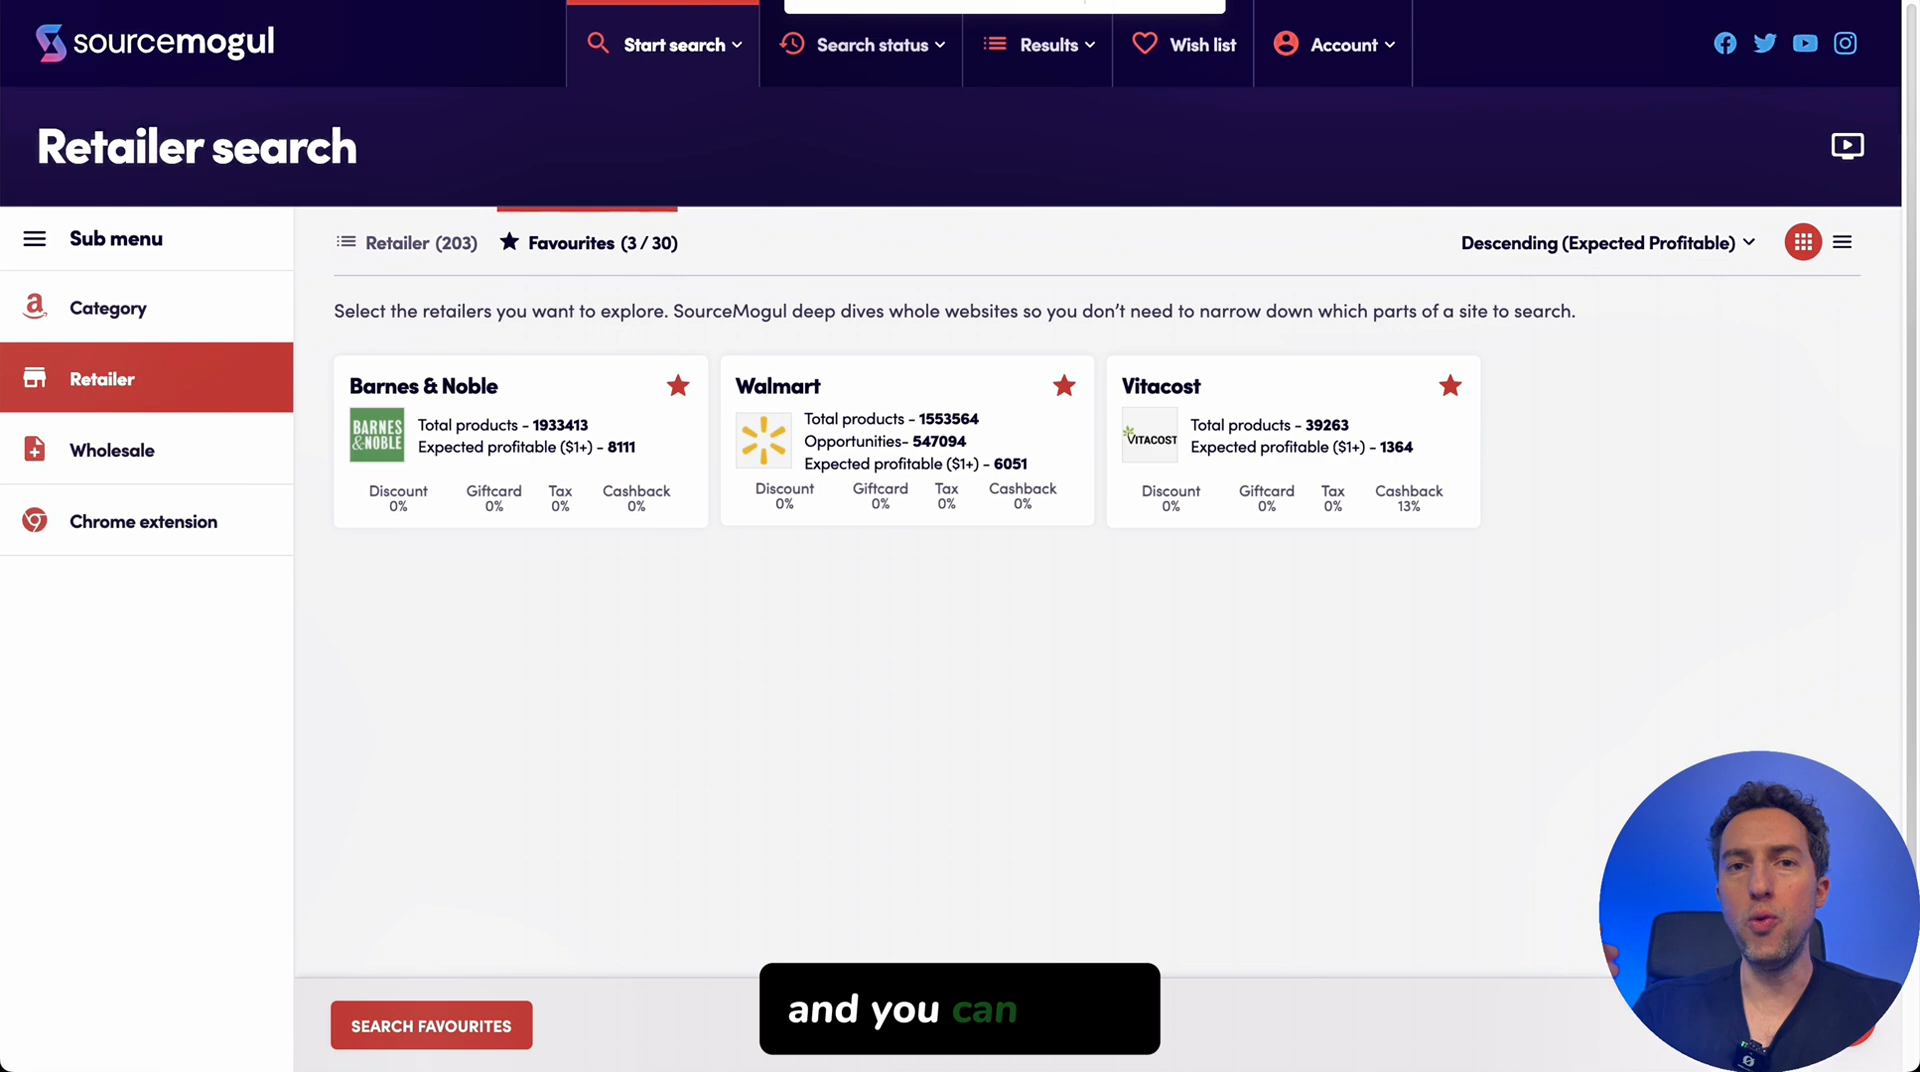 sourcemogul
Start search
Search status
Results
Wish list
Account
Retailer search
Sub menu
Category
Retailer
Wholesale
Chrome extension
Retailer (203)
Favourites (3 / 30)
Descending (Expected Profitable)
Select the retailers you want to explore. SourceMogul deep dives whole websites so you don't need to narrow down which parts of a site to search.
Barnes & Noble
BARNES
& NOBLE
Total products - 1933413
Expected profitable ($1+) - 8111
Discount Giftcard Tax Cashback
0% 0% 0% 0%
Walmart
Total products - 1553564
Opportunities- 547094
Expected profitable ($1+) - 6051
Discount Giftcard Tax Cashback
0% 0% 0% 0%
Vitacost
VITACOST
Total products - 39263
Expected profitable ($1+) - 1364
Discount Giftcard Tax Cashback
0% 0% 0% 13%
SEARCH FAVOURITES
and you can